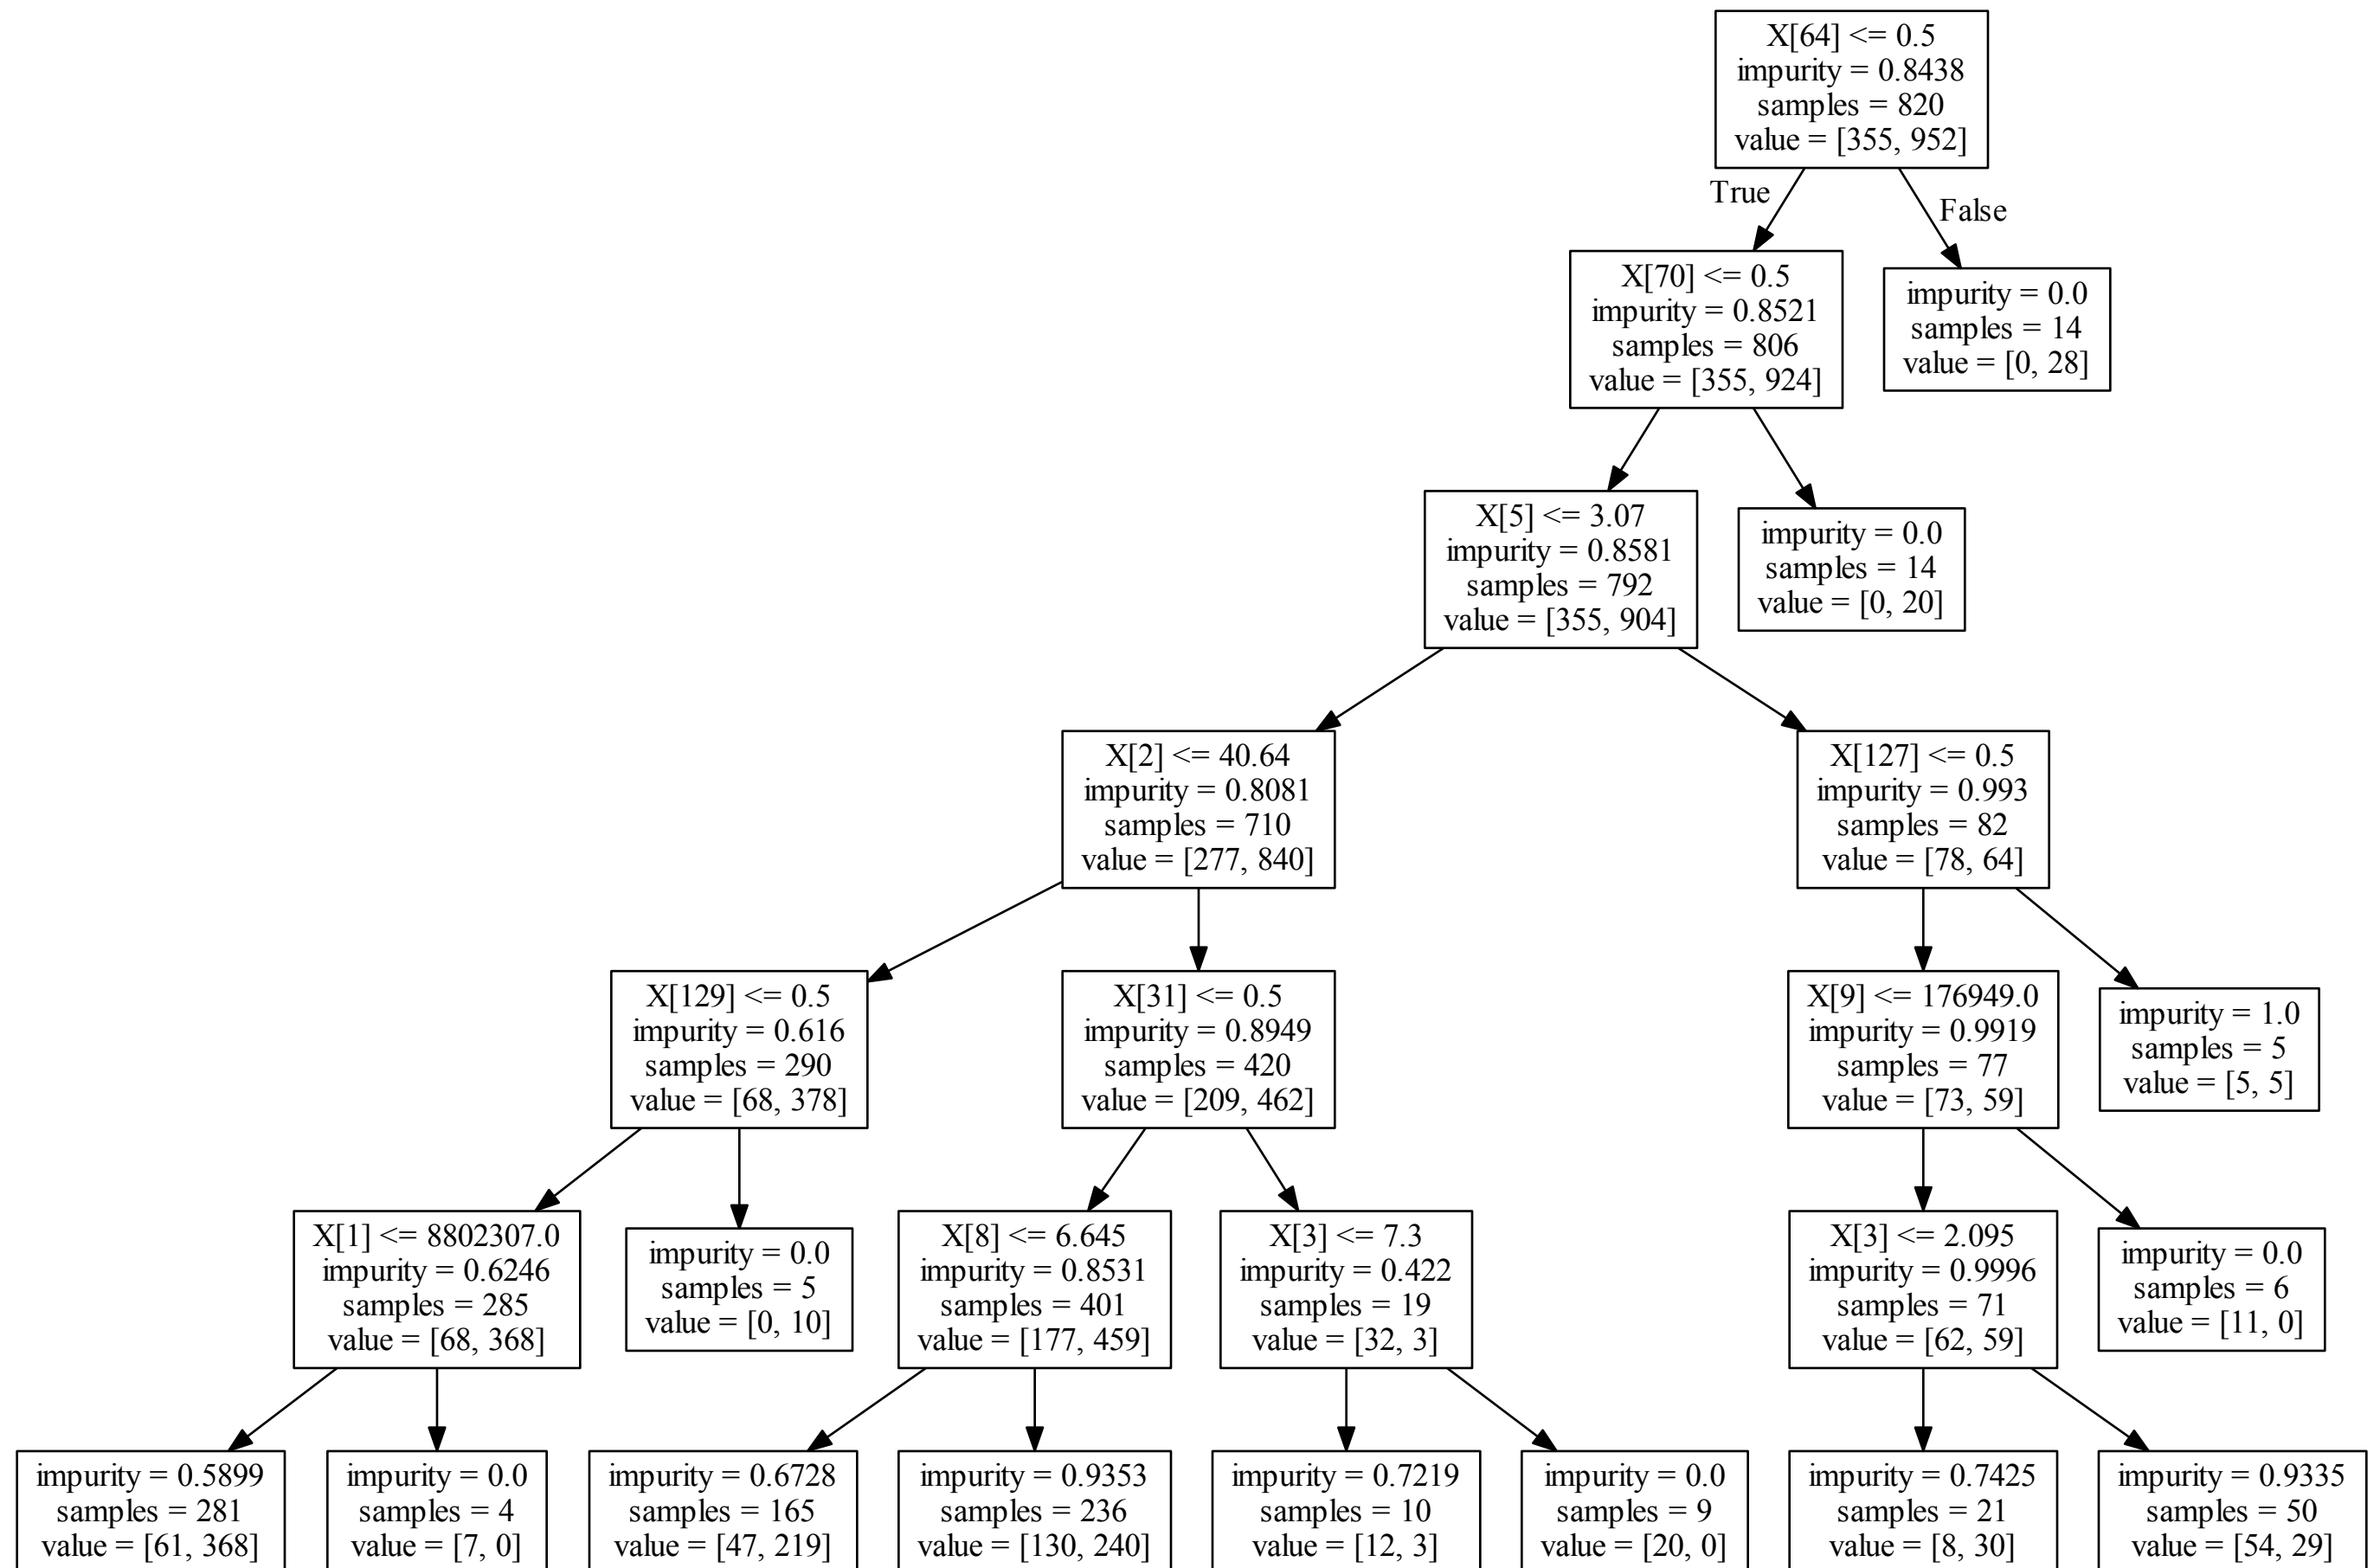 X[64] <= 0.5
impurity = 0.8438
samples = 820
value = [355, 952]
True
False
X[70] <= 0.5
impurity = 0.8521
samples = 806
value = [355, 924]
impurity = 0.0
samples = 14
value = [0, 28]
X[5] <= 3.07
impurity = 0.8581
samples = 792
value = [355, 904]
impurity = 0.0
samples = 14
value = [0, 20]
X[2] <= 40.64
impurity = 0.8081
samples = 710
value = [277, 840]
X[127] <= 0.5
impurity = 0.993
samples = 82
value = [78, 64]
X[129] <= 0.5
impurity = 0.616
samples = 290
value = [68, 378]
X[31] <= 0.5
impurity = 0.8949
samples = 420
value = [209, 462]
X[9] <= 176949.0
impurity = 0.9919
samples = 77
value = [73, 59]
impurity = 1.0
samples = 5
value = [5, 5]
X[1] <= 8802307.0
impurity = 0.6246
samples = 285
value = [68, 368]
impurity = 0.0
samples = 5
value = [0, 10]
X[8] <= 6.645
impurity = 0.8531
samples = 401
value = [177, 459]
X[3] <= 7.3
impurity = 0.422
samples = 19
value = [32, 3]
X[3] <= 2.095
impurity = 0.9996
samples = 71
value = [62, 59]
impurity = 0.0
samples = 6
value = [11, 0]
impurity = 0.5899
samples = 281
value = [61, 368]
impurity = 0.0
samples = 4
value = [7, 0]
impurity = 0.6728
samples = 165
value = [47, 219]
impurity = 0.9353
samples = 236
value = [130, 240]
impurity = 0.7219
samples = 10
value = [12, 3]
impurity = 0.0
samples = 9
value = [20, 0]
impurity = 0.7425
samples = 21
value = [8, 30]
impurity = 0.9335
samples = 50
value = [54, 29]